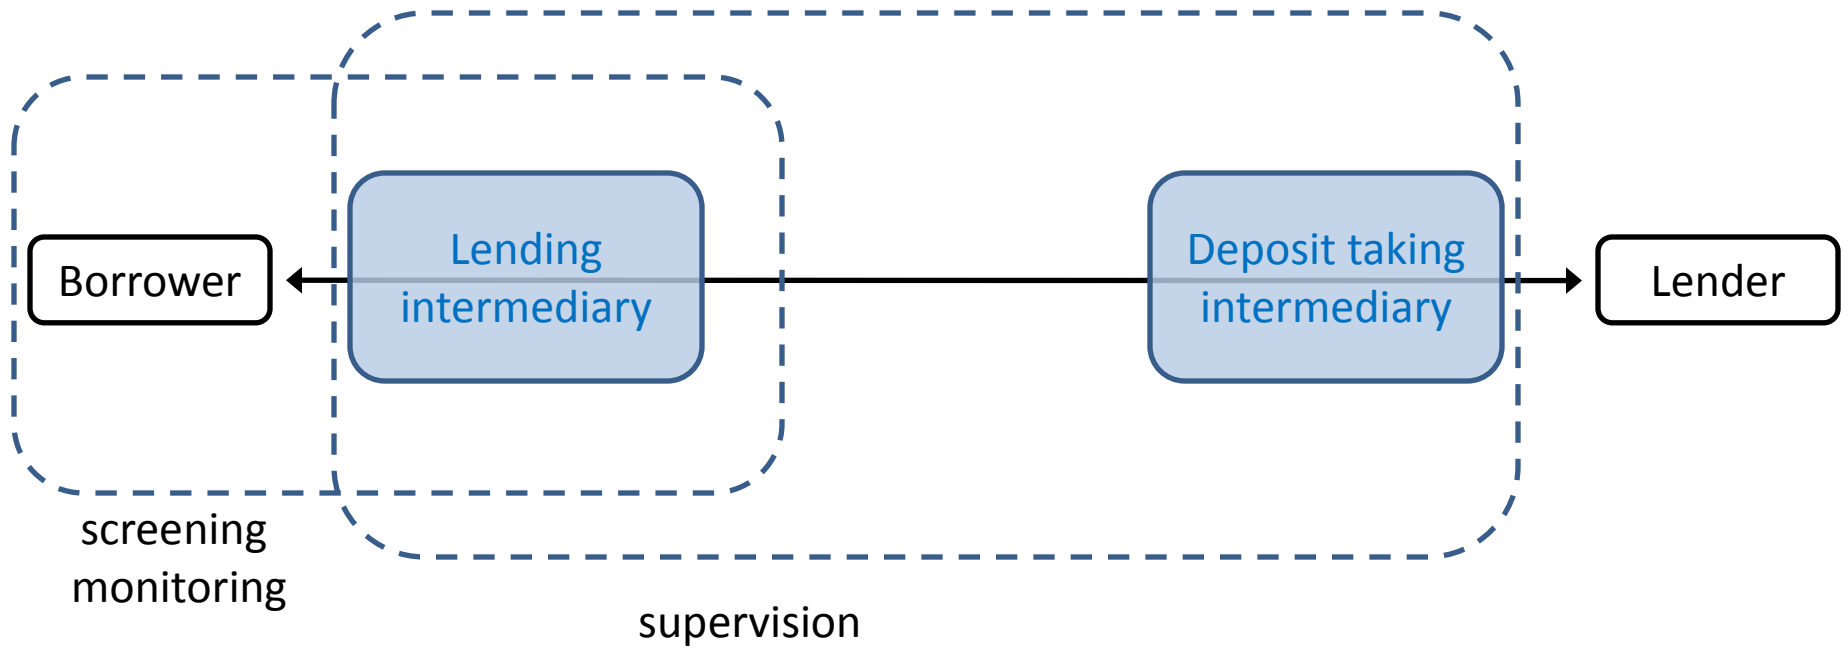 Borrower
Lending
intermediary
Deposit taking
intermediary
Lender
screening
monitoring
supervision